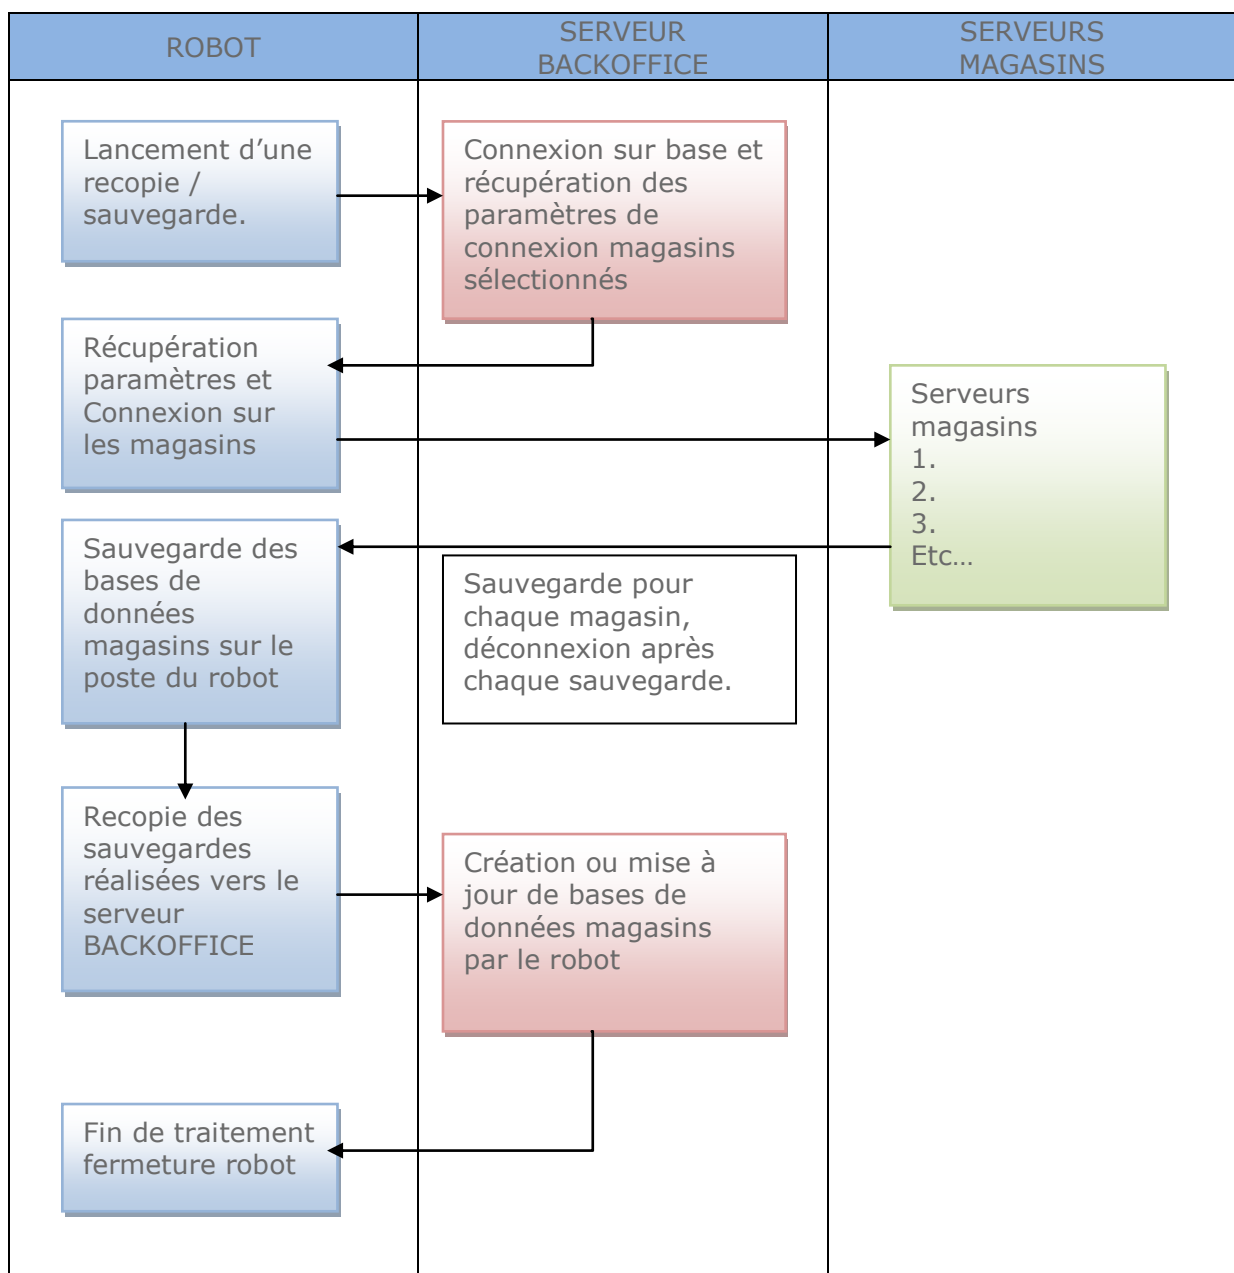 ROBOT
SERVEUR
BACKOFFICE
SERVEURS
MAGASINS
Lancement d’une
recopie /
sauvegarde.
Connexion sur base et
récupération des
paramètres de
connexion magasins
sélectionnés
Récupération
paramètres et
Connexion sur
les magasins
Serveurs
magasins
1.
2.
3.
Etc…
Sauvegarde des
bases de
données
magasins sur le
poste du robot
Sauvegarde pour
chaque magasin,
déconnexion après
chaque sauvegarde.
Recopie des
sauvegardes
réalisées vers le
serveur
BACKOFFICE
Création ou mise à
jour de bases de
données magasins
par le robot
Fin de traitement
fermeture robot